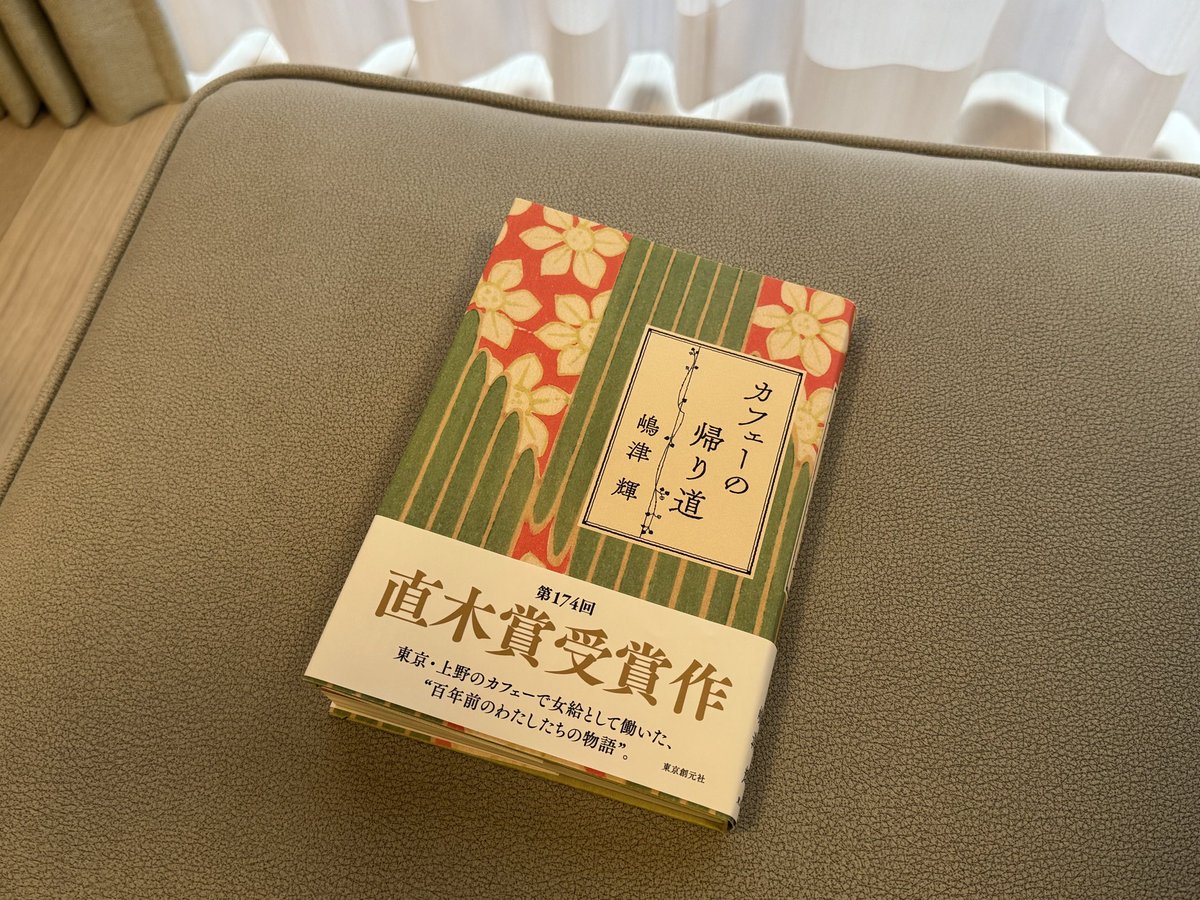 カフェーの
帰り道
嶋津 輝
第174回
直木賞受賞作
東京・上野のカフェーで女給として働いた、
“百年前のわたしたちの物語”。
東京創元社